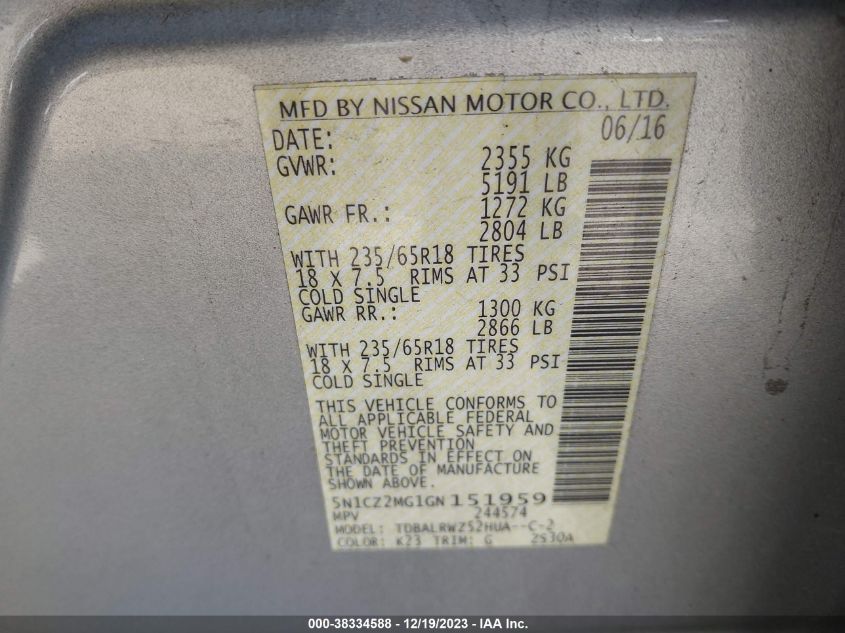 MFD BY NISSAN MOTOR CO., LTD.
DATE: 06/16
GVWR: 2355 KG
5191 LB
GAWR FR.: 1272 KG
2804 LB
WITH 235/65R18 TIRES
18 X 7.5 RIMS AT 33 PSI
COLD SINGLE
GAWR RR.: 1300 KG
2866 LB
WITH 235/65R18 TIRES
18 X 7.5 RIMS AT 33 PSI
COLD SINGLE
THIS VEHICLE CONFORMS TO
ALL APPLICABLE FEDERAL
MOTOR VEHICLE SAFETY AND
THEFT PREVENTION
STANDARDS IN EFFECT ON
THE DATE OF MANUFACTURE
SHOWN ABOVE.
5N1CZ2MG1GN151959
MPV 244574
MODEL: TDBALRWZ52HUA--C-2
COLOR: K23 TRIM: G 2S30A
000-38334588 - 12/19/2023 - IAA Inc.